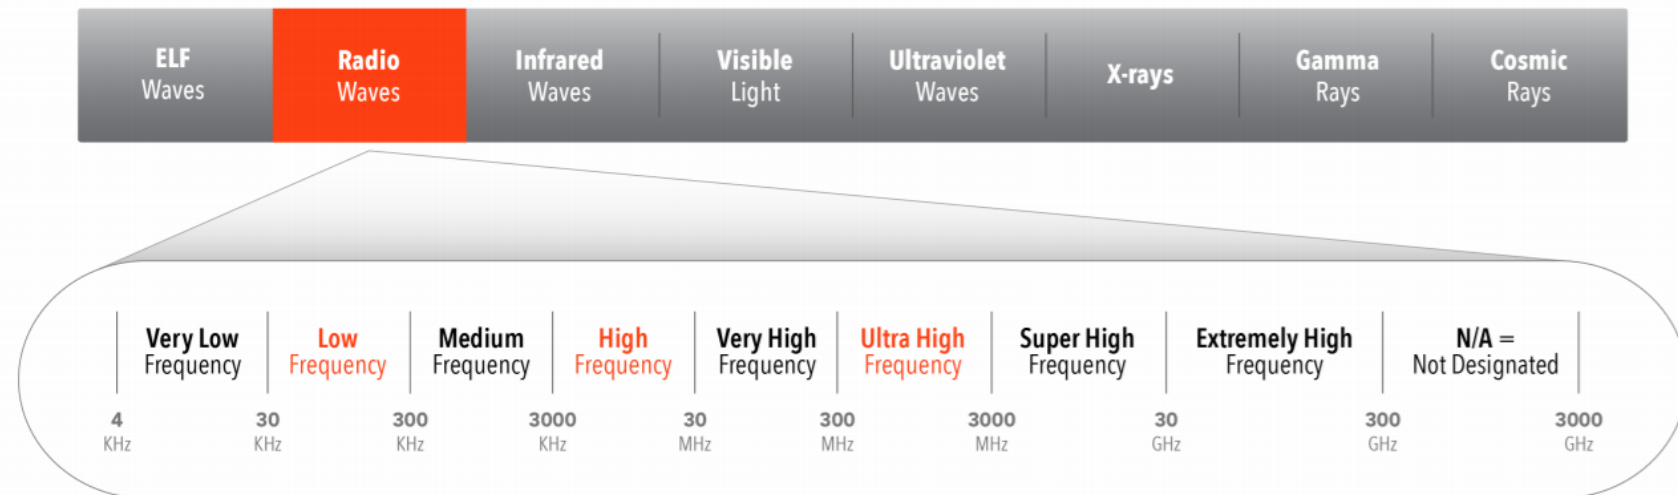 ELF
Waves
Radio
Waves
Infrared
Waves
Visible
Light
Ultraviolet
Waves
X-rays
Gamma
Rays
Cosmic
Rays
Very Low
Frequency
Low
Frequency
Medium
Frequency
High
Frequency
Very High
Frequency
Ultra High
Frequency
Super High
Frequency
Extremely High
Frequency
N/A =
Not Designated
4
KHz
30
KHz
300
KHz
3000
KHz
30
MHz
300
MHz
3000
MHz
30
GHz
300
GHz
3000
GHz